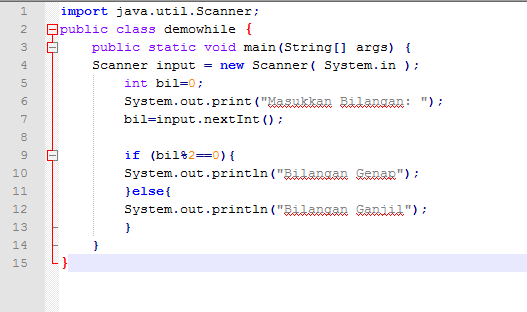 1 import java.util.Scanner;
2 public class demowhile {
3 public static void main(String[] args) {
4 Scanner input = new Scanner( System.in );
5 int bil=0;
6 System.out.print("Masukkan Bilangan: ");
7 bil=input.nextInt();
8
9 if (bil%2==0){
10 System.out.println("Bilangan Genap");
11 }else{
12 System.out.println("Bilangan Ganjil");
13 }
14 }
15 }